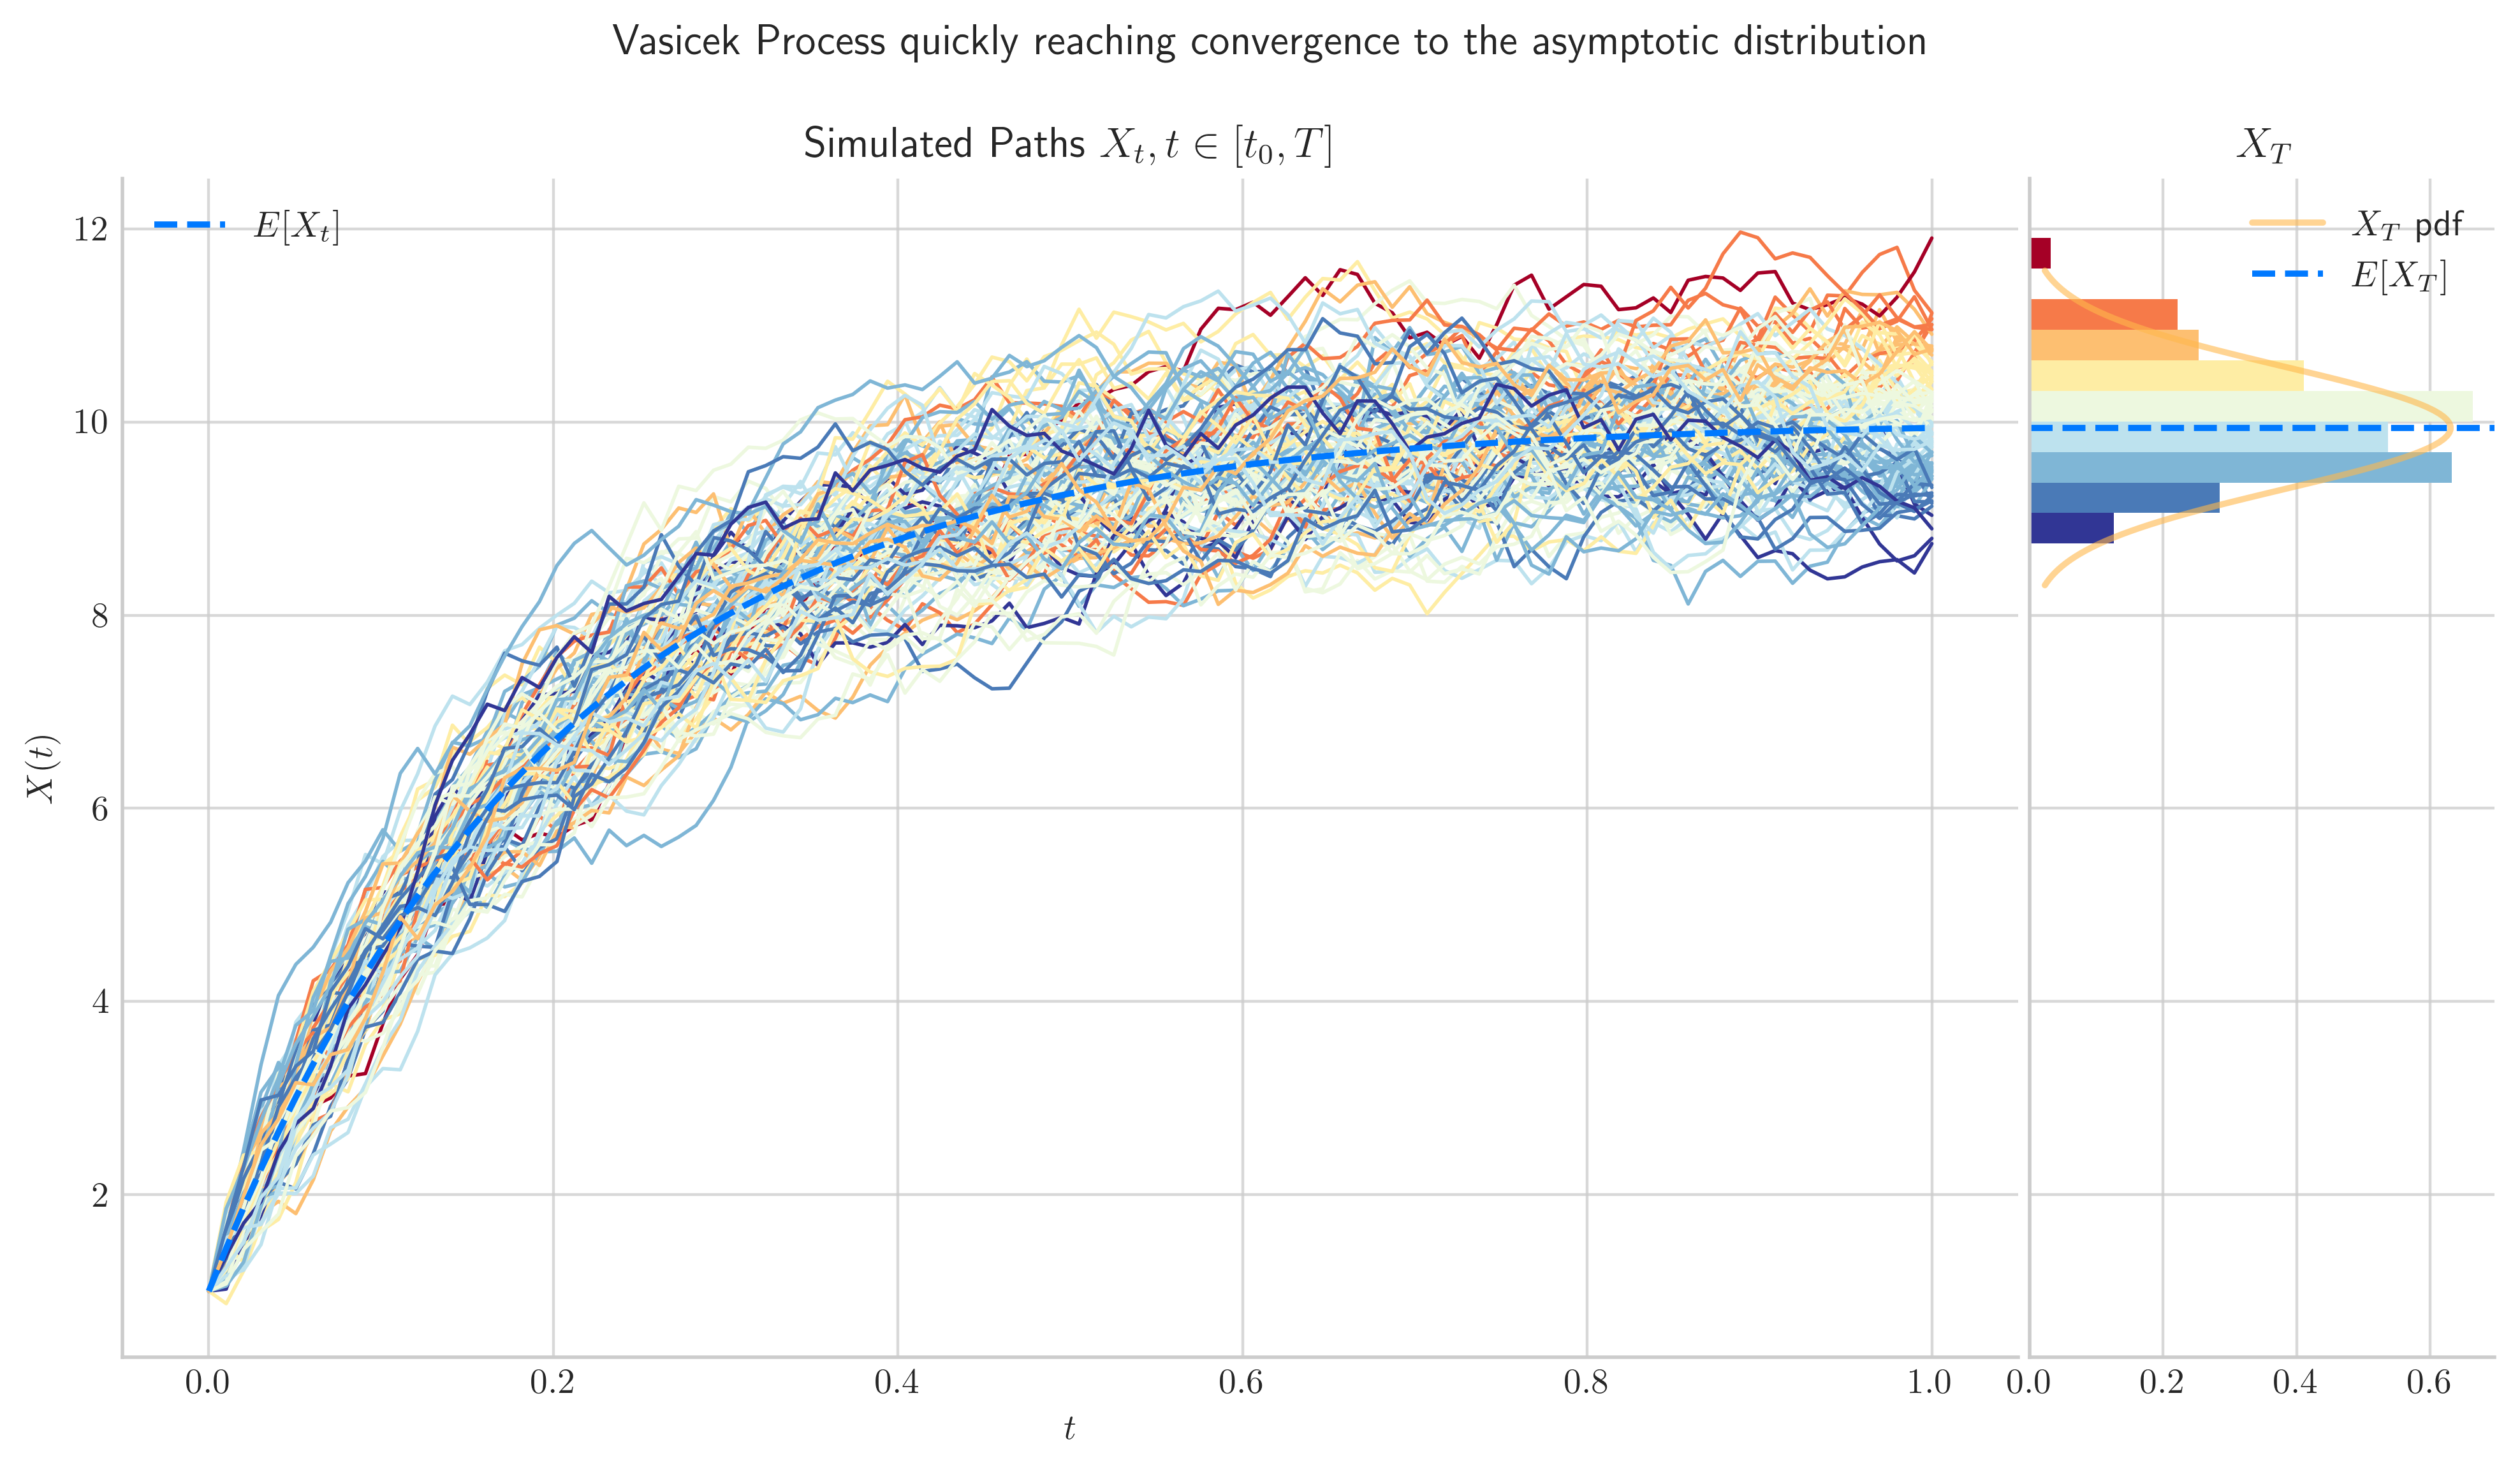 Vasicek Process quickly reaching convergence to the asymptotic distribution
Simulated Paths $X_t, t \in [t_0, T]$
$X_T$
$E[X_t]$
$X_T$ pdf
$E[X_T]$
12
10
8
6
4
2
$X(t)$
0.0 0.2 0.4 0.6 0.8 1.0
0.0 0.2 0.4 0.6
$t$